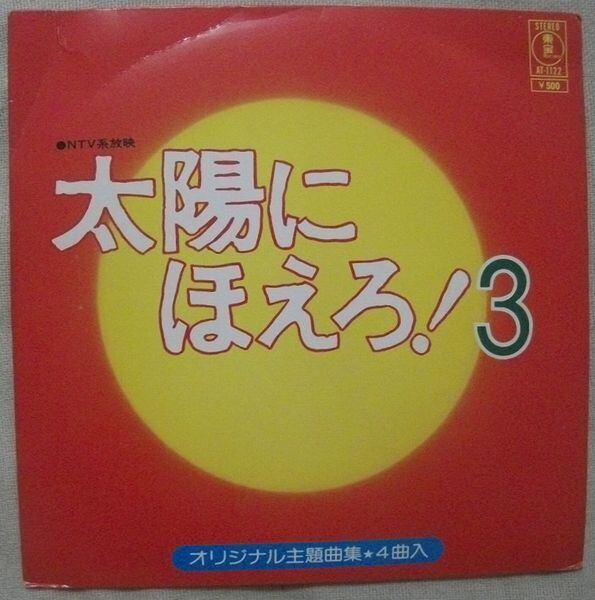 STEREO
東宝
AT-1122
¥500
●NTV系放映
太陽に
ほえろ!3
オリジナル主題曲集★4曲入